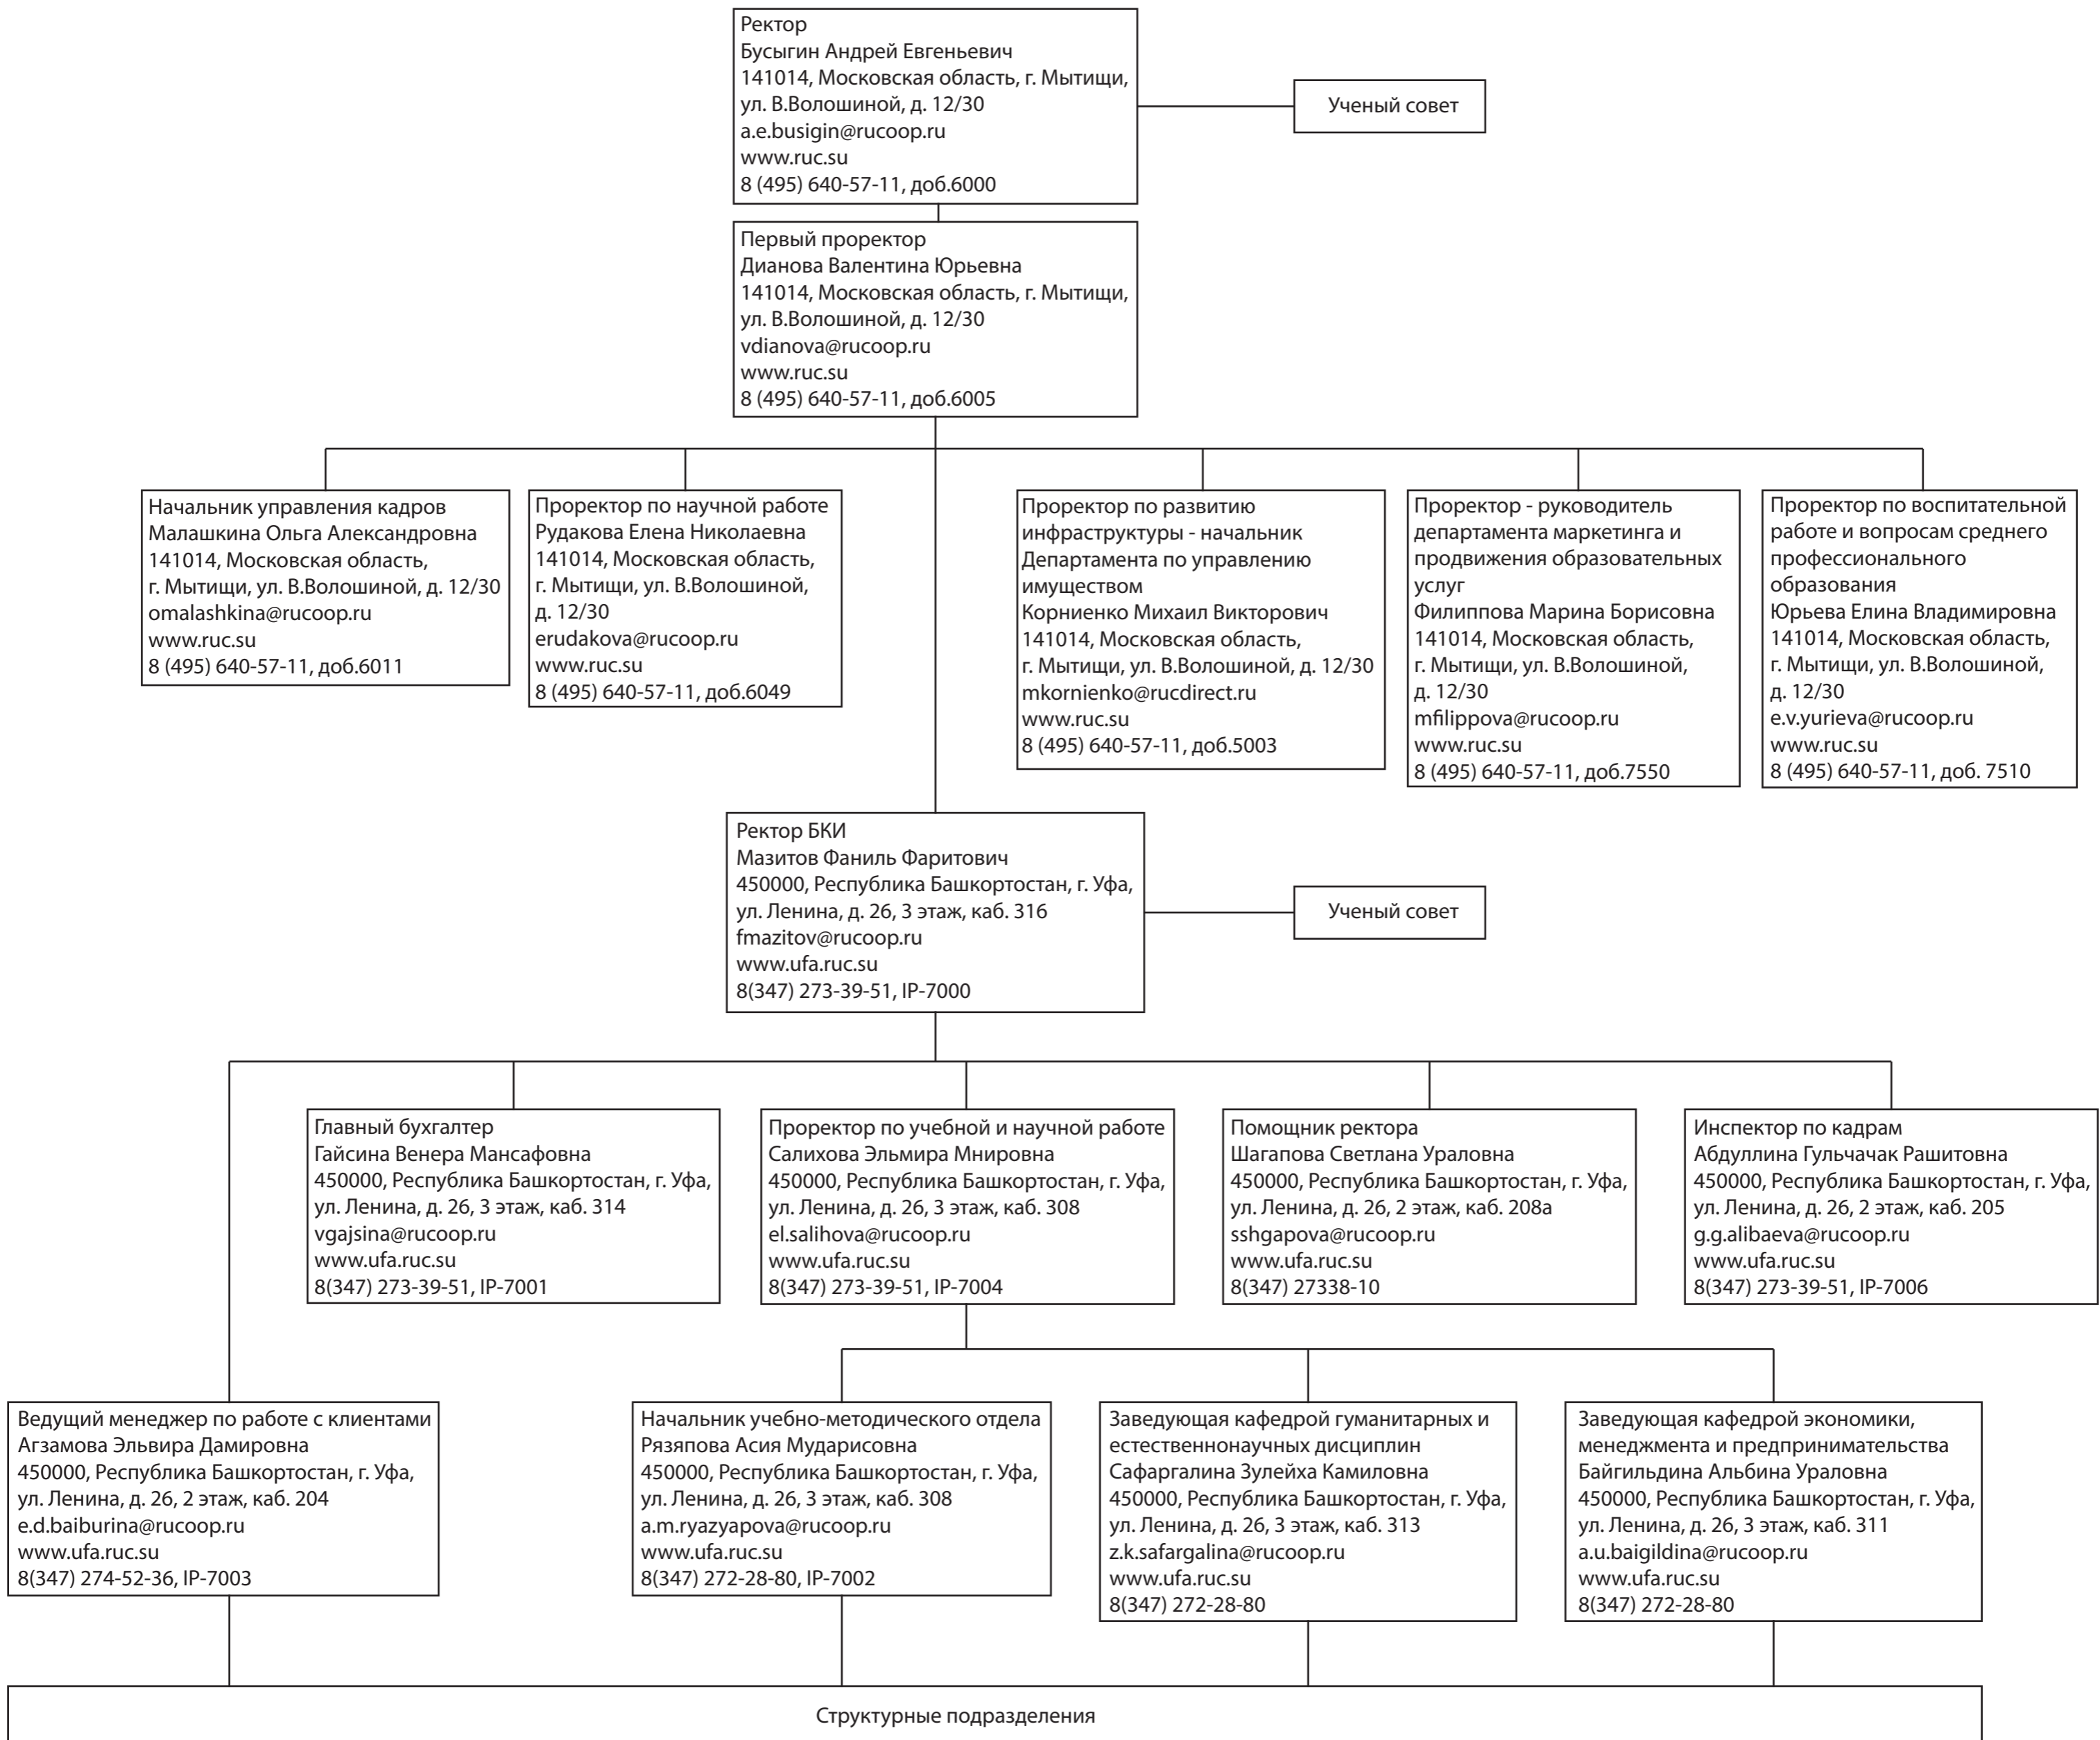 Ректор
Бусыгин Андрей Евгеньевич
141014, Московская область, г. Мытищи,
ул. В.Волошиной, д. 12/30
a.e.busigin@rucoop.ru
www.ruc.su
8 (495) 640-57-11, доб.6000
Ученый совет
Первый проректор
Дианова Валентина Юрьевна
141014, Московская область, г. Мытищи,
ул. В.Волошиной, д. 12/30
vdianova@rucoop.ru
www.ruc.su
8 (495) 640-57-11, доб.6005
Начальник управления кадров
Малашкина Ольга Александровна
141014, Московская область,
г. Мытищи, ул. В.Волошиной, д. 12/30
omalashkina@rucoop.ru
www.ruc.su
8 (495) 640-57-11, доб.6011
Проректор по научной работе
Рудакова Елена Николаевна
141014, Московская область,
г. Мытищи, ул. В.Волошиной,
д. 12/30
erudakova@rucoop.ru
www.ruc.su
8 (495) 640-57-11, доб.6049
Проректор по развитию
инфраструктуры - начальник
Департамента по управлению
имуществом
Корниенко Михаил Викторович
141014, Московская область,
г. Мытищи, ул. В.Волошиной, д. 12/30
mkornienko@rucdirect.ru
www.ruc.su
8 (495) 640-57-11, доб.5003
Проректор - руководитель
департамента маркетинга и
продвижения образовательных
услуг
Филиппова Марина Борисовна
141014, Московская область,
г. Мытищи, ул. В.Волошиной,
д. 12/30
mfilippova@rucoop.ru
www.ruc.su
8 (495) 640-57-11, доб.7550
Проректор по воспитательной
работе и вопросам среднего
профессионального
образования
Юрьева Елина Владимировна
141014, Московская область,
г. Мытищи, ул. В.Волошиной,
д. 12/30
e.v.yurieva@rucoop.ru
www.ruc.su
8 (495) 640-57-11, доб. 7510
Ректор БКИ
Мазитов Фаниль Фаритович
450000, Республика Башкортостан, г. Уфа,
ул. Ленина, д. 26, 3 этаж, каб. 316
fmazitov@rucoop.ru
www.ufa.ruc.su
8(347) 273-39-51, IP-7000
Ученый совет
Главный бухгалтер
Гайсина Венера Мансафовна
450000, Республика Башкортостан, г. Уфа,
ул. Ленина, д. 26, 3 этаж, каб. 314
vgajsina@rucoop.ru
www.ufa.ruc.su
8(347) 273-39-51, IP-7001
Проректор по учебной и научной работе
Салихова Эльмира Мнировна
450000, Республика Башкортостан, г. Уфа,
ул. Ленина, д. 26, 3 этаж, каб. 308
el.salihova@rucoop.ru
www.ufa.ruc.su
8(347) 273-39-51, IP-7004
Помощник ректора
Шагапова Светлана Ураловна
450000, Республика Башкортостан, г. Уфа,
ул. Ленина, д. 26, 2 этаж, каб. 208а
sshgapova@rucoop.ru
www.ufa.ruc.su
8(347) 27338-10
Инспектор по кадрам
Абдуллина Гульчачак Рашитовна
450000, Республика Башкортостан, г. Уфа,
ул. Ленина, д. 26, 2 этаж, каб. 205
g.g.alibaeva@rucoop.ru
www.ufa.ruc.su
8(347) 273-39-51, IP-7006
Ведущий менеджер по работе с клиентами
Агзамова Эльвира Дамировна
450000, Республика Башкортостан, г. Уфа,
ул. Ленина, д. 26, 2 этаж, каб. 204
e.d.baiburina@rucoop.ru
www.ufa.ruc.su
8(347) 274-52-36, IP-7003
Начальник учебно-методического отдела
Рязяпова Асия Мударисовна
450000, Республика Башкортостан, г. Уфа,
ул. Ленина, д. 26, 3 этаж, каб. 308
a.m.ryazyapova@rucoop.ru
www.ufa.ruc.su
8(347) 272-28-80, IP-7002
Заведующая кафедрой гуманитарных и
естественнонаучных дисциплин
Сафаргалина Зулейха Камиловна
450000, Республика Башкортостан, г. Уфа,
ул. Ленина, д. 26, 3 этаж, каб. 313
z.k.safargalina@rucoop.ru
www.ufa.ruc.su
8(347) 272-28-80
Заведующая кафедрой экономики,
менеджмента и предпринимательства
Байгильдина Альбина Ураловна
450000, Республика Башкортостан, г. Уфа,
ул. Ленина, д. 26, 3 этаж, каб. 311
a.u.baigildina@rucoop.ru
www.ufa.ruc.su
8(347) 272-28-80
Структурные подразделения